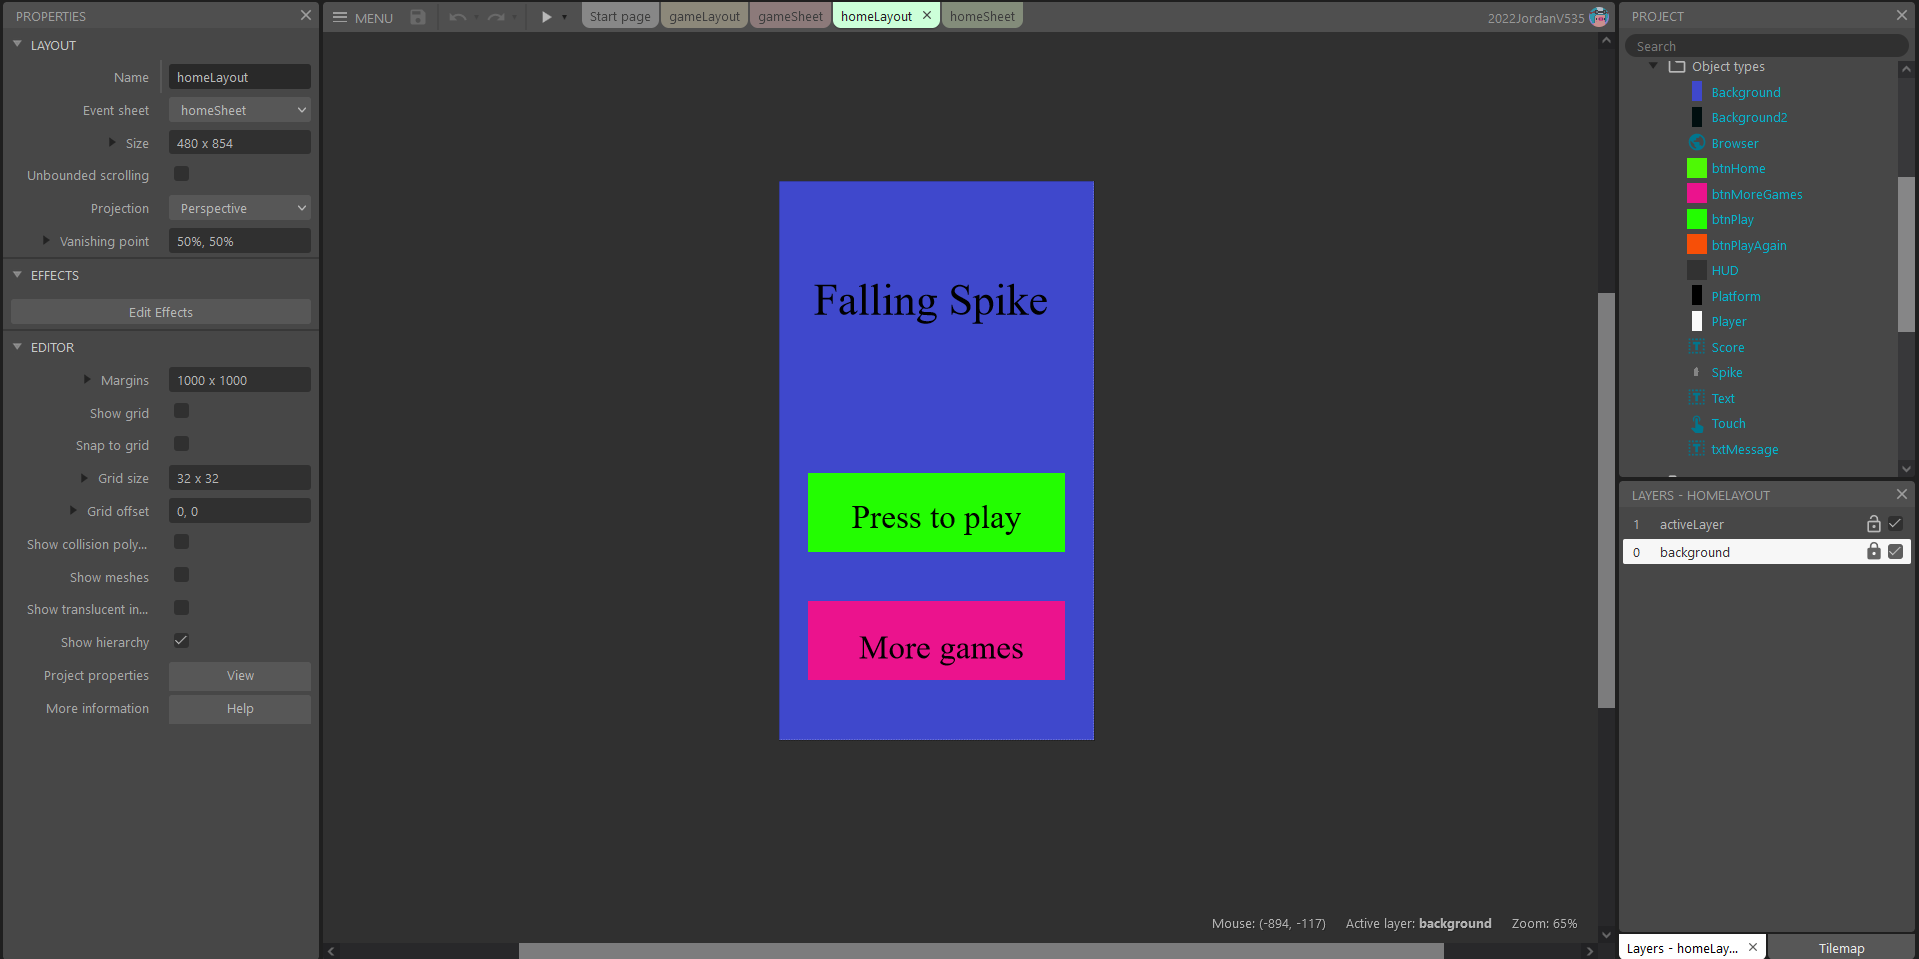 PROPERTIES
LAYOUT
Name homeLayout
Event sheet homeSheet
Size 480 x 854
Unbounded scrolling
Projection Perspective
Vanishing point 50%, 50%
EFFECTS
Edit Effects
EDITOR
Margins 1000 x 1000
Show grid
Snap to grid
Grid size 32 x 32
Grid offset 0, 0
Show collision poly...
Show meshes
Show translucent in...
Show hierarchy
Project properties View
More information Help
MENU
Start page gameLayout gameSheet homeLayout homeSheet
2022JordanV535
Falling Spike
Press to play
More games
Mouse: (-894, -117) Active layer: background Zoom: 65%
PROJECT
Search
Object types
Background
Background2
Browser
btnHome
btnMoreGames
btnPlay
btnPlayAgain
HUD
Platform
Player
Score
Spike
Text
Touch
txtMessage
LAYERS - HOMELAYOUT
1 activeLayer
0 background
Layers - homeLay... Tilemap